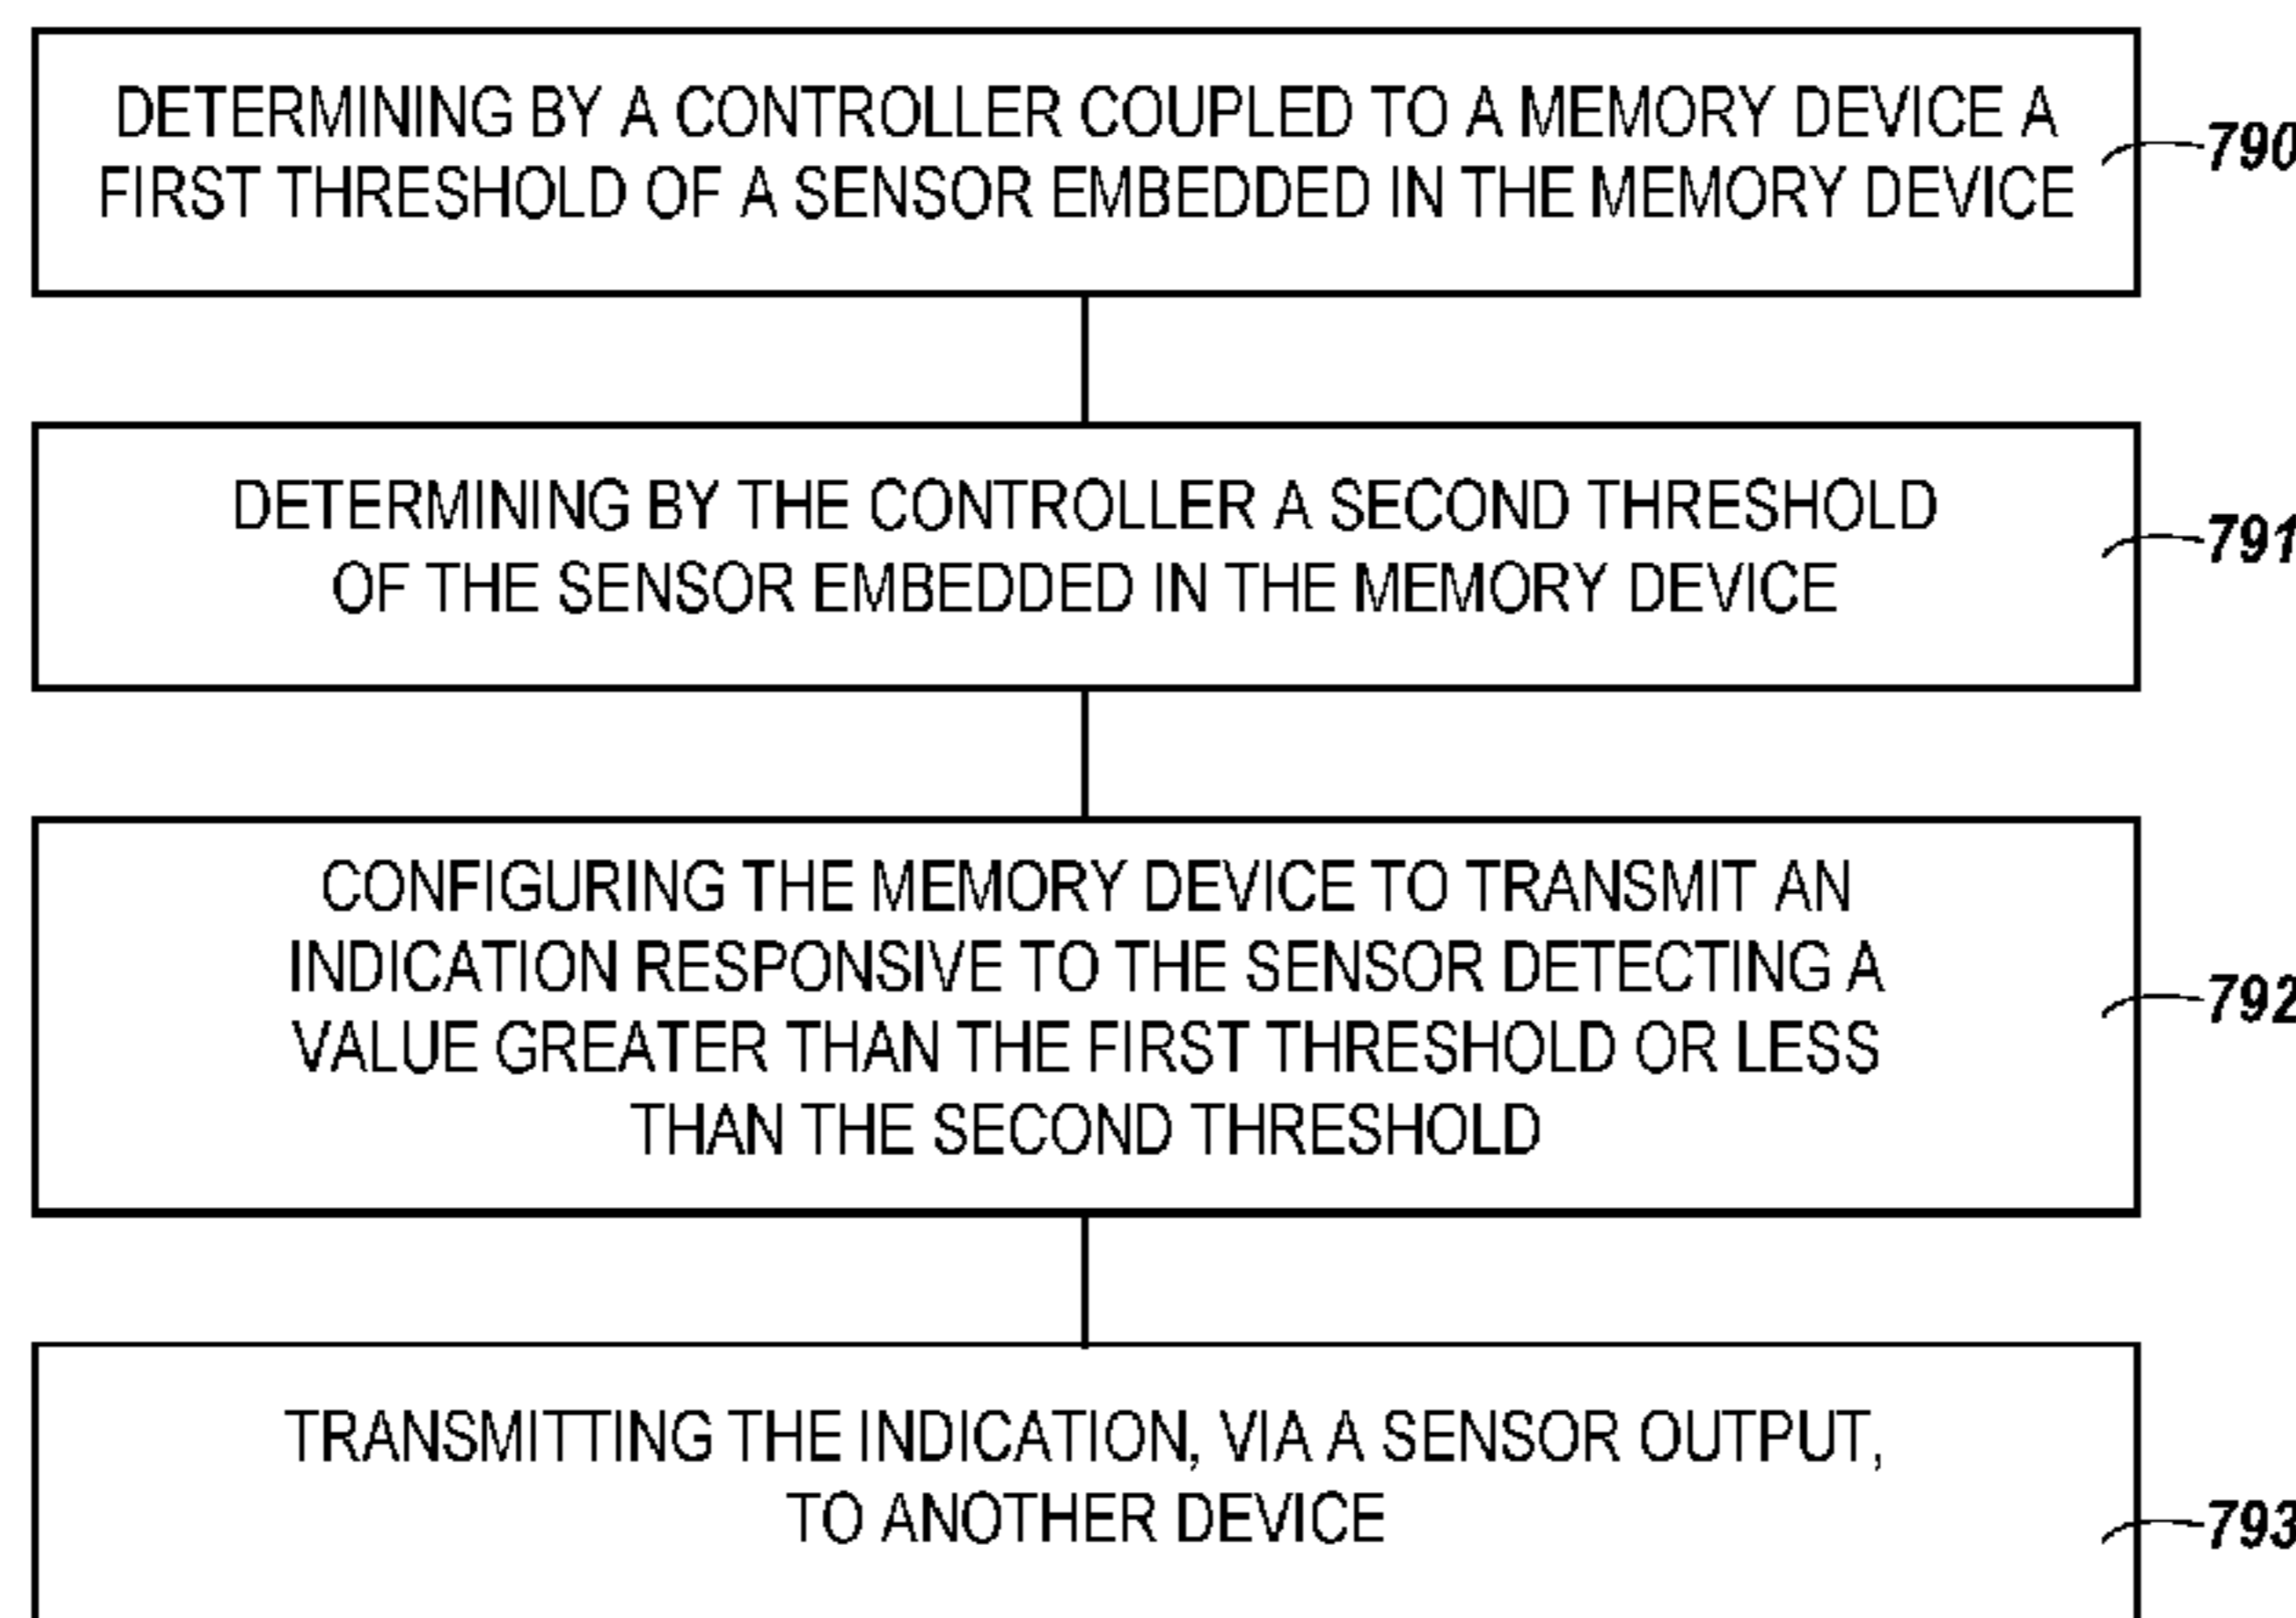 DETERMINING BY A CONTROLLER COUPLED TO A MEMORY DEVICE A
FIRST THRESHOLD OF A SENSOR EMBEDDED IN THE MEMORY DEVICE
790
DETERMINING BY THE CONTROLLER A SECOND THRESHOLD
OF THE SENSOR EMBEDDED IN THE MEMORY DEVICE
791
CONFIGURING THE MEMORY DEVICE TO TRANSMIT AN
INDICATION RESPONSIVE TO THE SENSOR DETECTING A
VALUE GREATER THAN THE FIRST THRESHOLD OR LESS
THAN THE SECOND THRESHOLD
792
TRANSMITTING THE INDICATION, VIA A SENSOR OUTPUT,
TO ANOTHER DEVICE
793